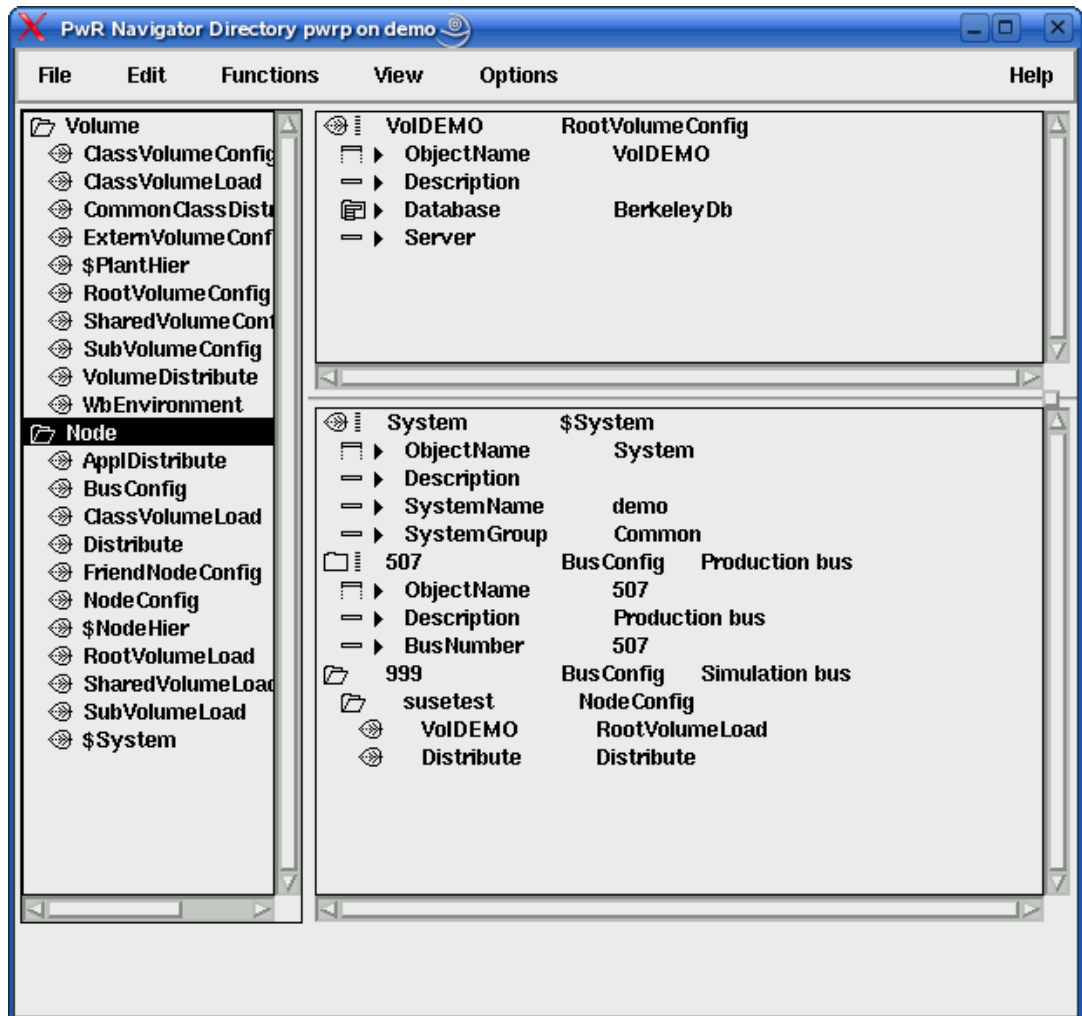 PwR Navigator Directory pwrp on demo
File Edit Functions View Options Help
Volume
ClassVolumeConfig
ClassVolumeLoad
CommonClassDistr
ExternVolumeConf
$PlantHier
RootVolumeConfig
SharedVolumeConf
SubVolumeConfig
VolumeDistribute
WbEnvironment
Node
ApplDistribute
BusConfig
ClassVolumeLoad
Distribute
FriendNodeConfig
NodeConfig
$NodeHier
RootVolumeLoad
SharedVolumeLoad
SubVolumeLoad
$System
VolDEMO RootVolumeConfig
ObjectName VolDEMO
Description
Database BerkeleyDb
Server
System $System
ObjectName System
Description
SystemName demo
SystemGroup Common
507 BusConfig Production bus
ObjectName 507
Description Production bus
BusNumber 507
999 BusConfig Simulation bus
susetest NodeConfig
VolDEMO RootVolumeLoad
Distribute Distribute